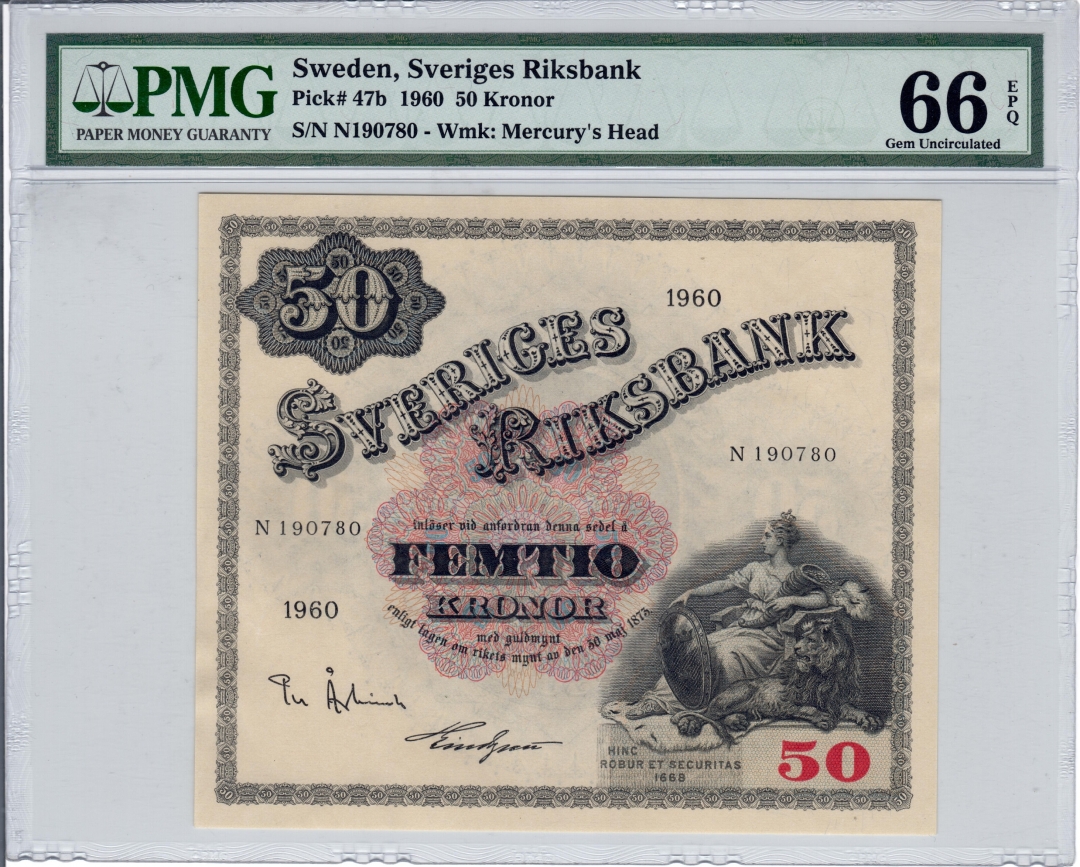 PMG
PAPER MONEY GUARANTY
Sweden, Sveriges Riksbank
Pick# 47b 1960 50 Kronor
S/N N190780 - Wmk: Mercury's Head
66 EPQ
Gem Uncirculated
50
1960
SVERIGES
RIKSBANK
N 190780
N 190780
inlöser vid anfordran denna sedel å
FEMTIO
KRONOR
med guldmynt
enligt lagen om rikets mynt av den 30 maj 1873.
1960
HINC
ROBUR ET SECURITAS
1668
50